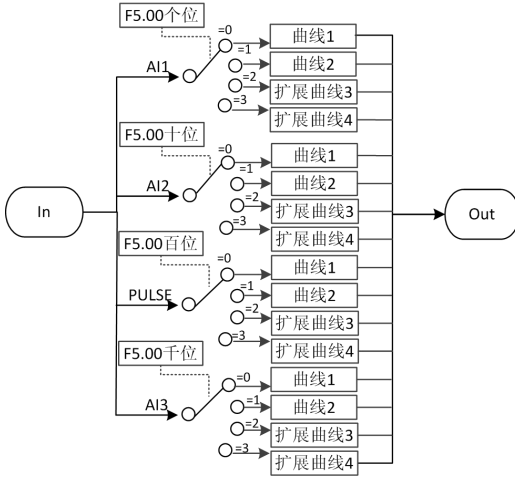 F5.00个位
=0
曲线1
=1
曲线2
AI1
=2
扩展曲线3
=3
扩展曲线4
F5.00十位
=0
曲线1
=1
曲线2
AI2
=2
扩展曲线3
=3
扩展曲线4
In
Out
F5.00百位
=0
曲线1
=1
曲线2
PULSE
=2
扩展曲线3
=3
扩展曲线4
F5.00千位
=0
曲线1
=1
曲线2
AI3
=2
扩展曲线3
=3
扩展曲线4